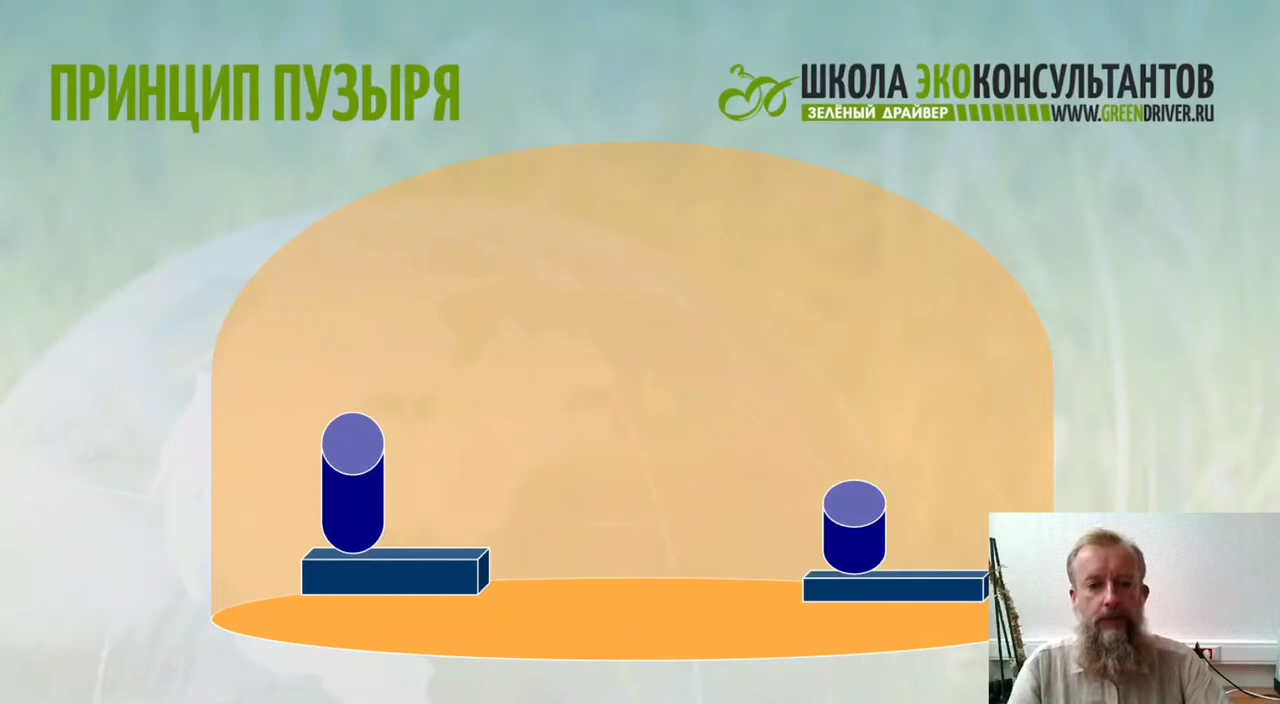 ПРИНЦИП ПУЗЫРЯ
ШКОЛА ЭКОКОНСУЛЬТАНТОВ
ЗЕЛЁНЫЙ ДРАЙВЕР WWW.GREENDRIVER.RU